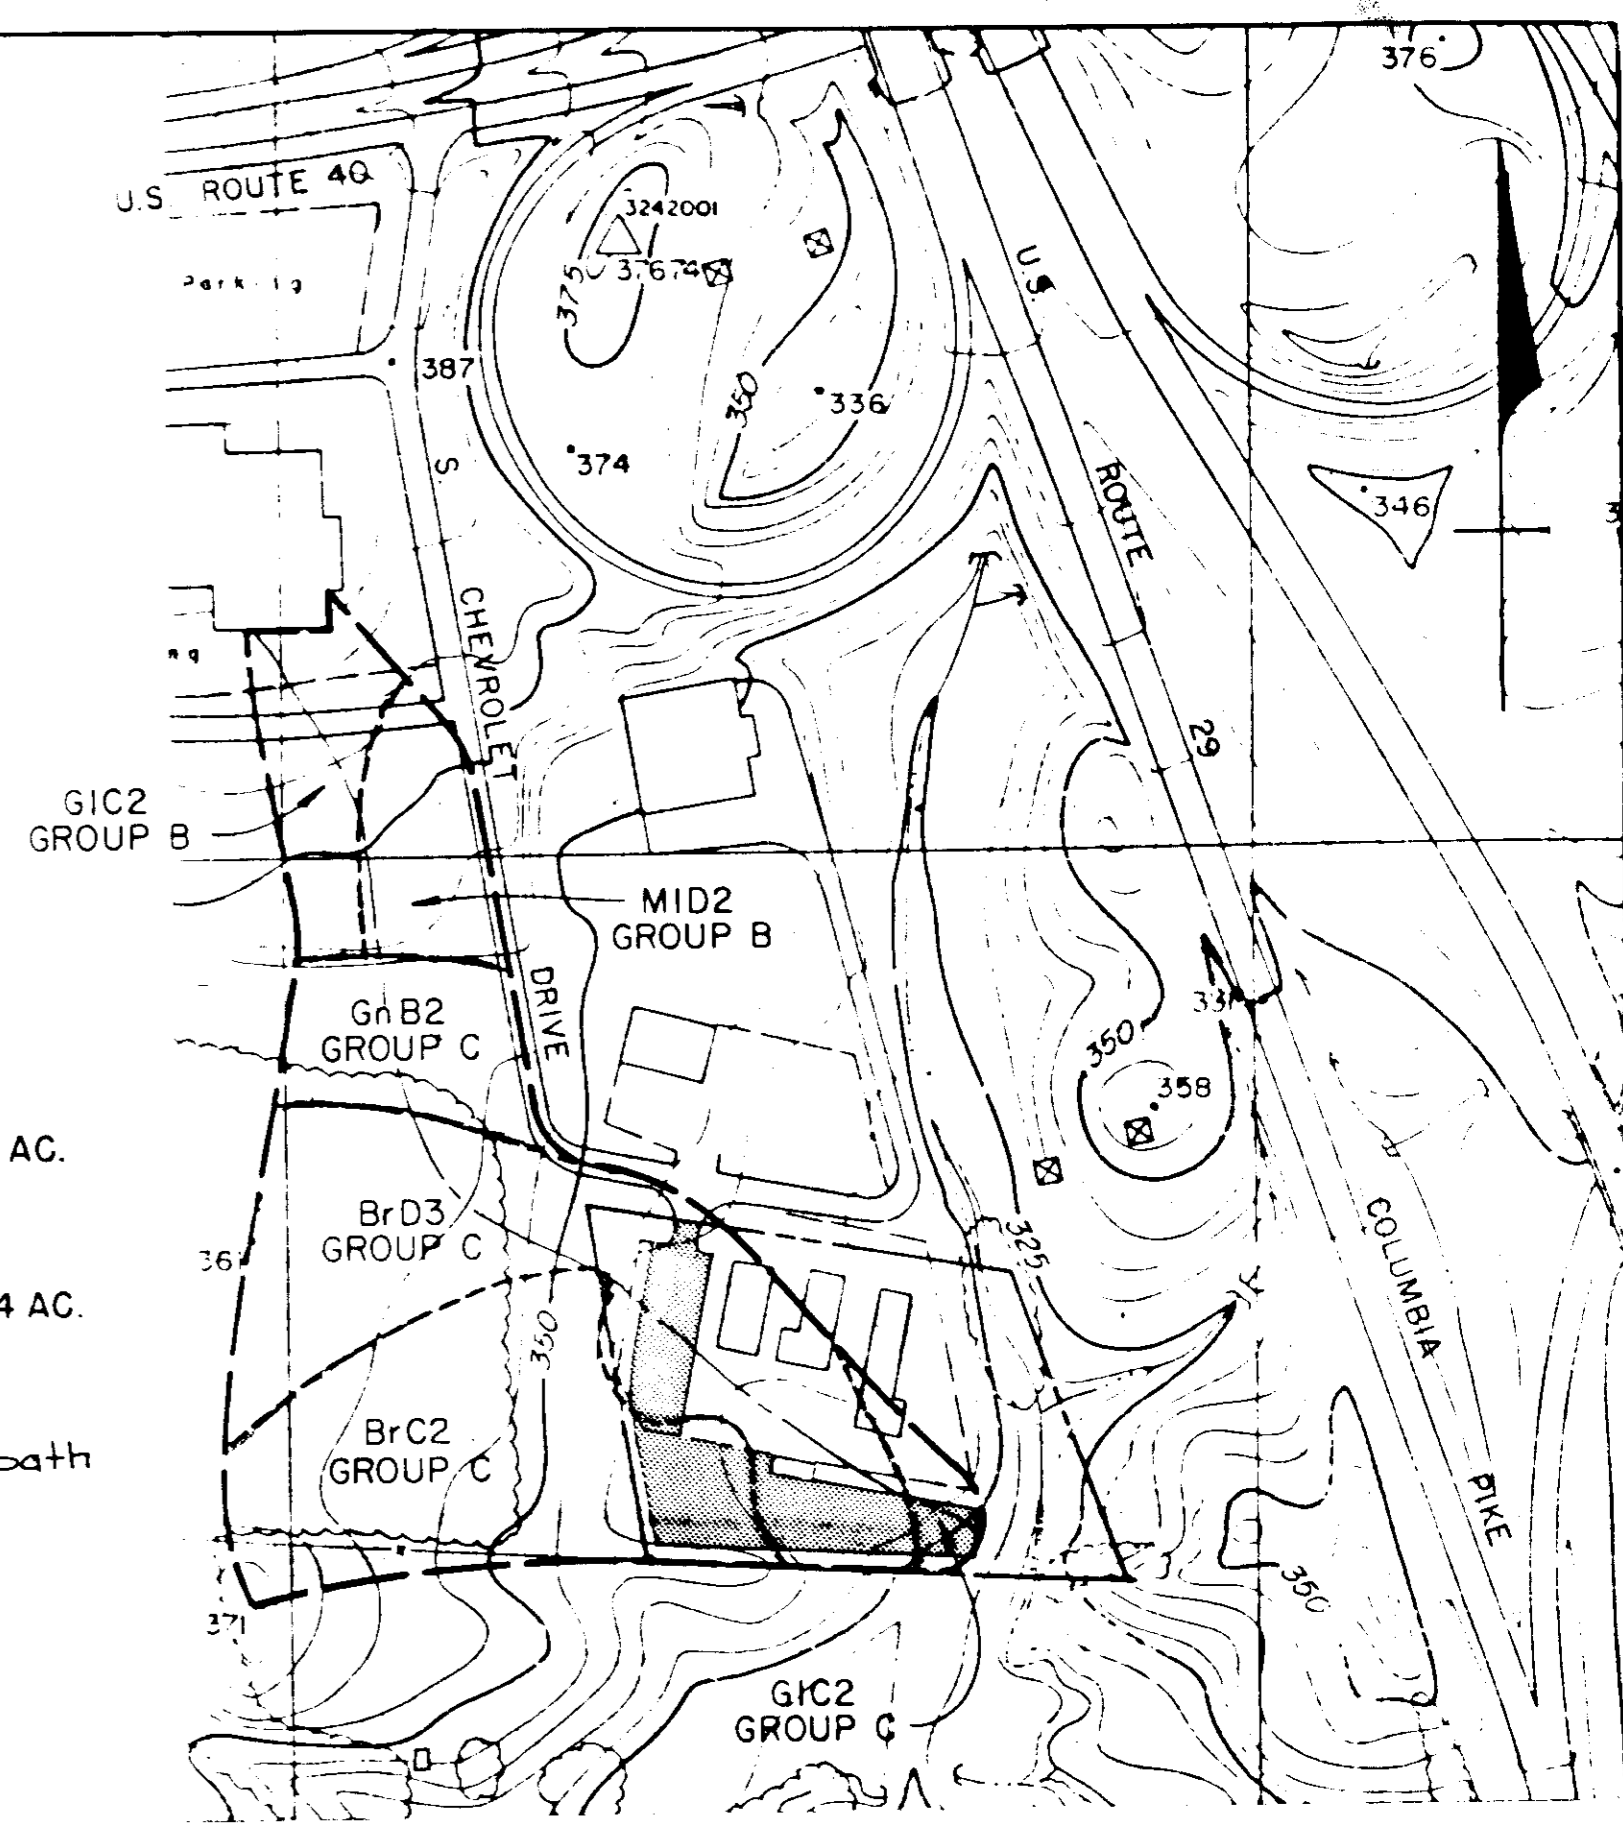 376
U.S. ROUTE 40
3242001
37674
375
387
350
336
374
U.S.
ROUTE
29
346
S. CHEVROLET DRIVE
GIC2
GROUP B
MID2
GROUP B
GnB2
GROUP C
350
358
AC.
BrD3
GROUP C
361
325
COLUMBIA PIKE
4 AC.
350
BrC2
GROUP C
path
350
371
GIC2
GROUP C